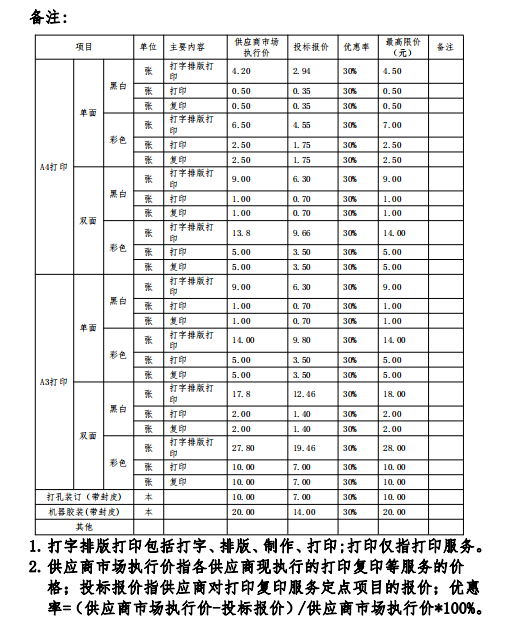 备注:
项目 单位 主要内容 供应商市场执行价 投标报价 优惠率 最高限价(元) 备注
A4打印 单面 黑白 张 打字排版打印 4.20 2.94 30% 4.50
张 打印 0.50 0.35 30% 0.50
张 复印 0.50 0.35 30% 0.50
彩色 张 打字排版打印 6.50 4.55 30% 7.00
张 打印 2.50 1.75 30% 2.50
张 复印 2.50 1.75 30% 2.50
双面 黑白 张 打字排版打印 9.00 6.30 30% 9.00
张 打印 1.00 0.70 30% 1.00
张 复印 1.00 0.70 30% 1.00
彩色 张 打字排版打印 13.8 9.66 30% 14.00
张 打印 5.00 3.50 30% 5.00
张 复印 5.00 3.50 30% 5.00
A3打印 单面 黑白 张 打字排版打印 9.00 6.30 30% 9.00
张 打印 1.00 0.70 30% 1.00
张 复印 1.00 0.70 30% 1.00
彩色 张 打字排版打印 14.00 9.80 30% 14.00
张 打印 5.00 3.50 30% 5.00
张 复印 5.00 3.50 30% 5.00
双面 黑白 张 打字排版打印 17.8 12.46 30% 18.00
张 打印 2.00 1.40 30% 2.00
张 复印 2.00 1.40 30% 2.00
彩色 张 打字排版打印 27.80 19.46 30% 28.00
张 打印 10.00 7.00 30% 10.00
张 复印 10.00 7.00 30% 10.00
打孔装订（带封皮) 本 10.00 7.00 30% 10.00
机器胶装(带封皮) 本 20.00 14.00 30% 20.00
其他
1. 打字排版打印包括打字、排版、制作、打印;打印仅指打印服务。
2. 供应商市场执行价指各供应商现执行的打印复印等服务的价
格; 投标报价指供应商对打印复印服务定点项目的报价; 优惠
率=(供应商市场执行价-投标报价)/供应商市场执行价*100%。